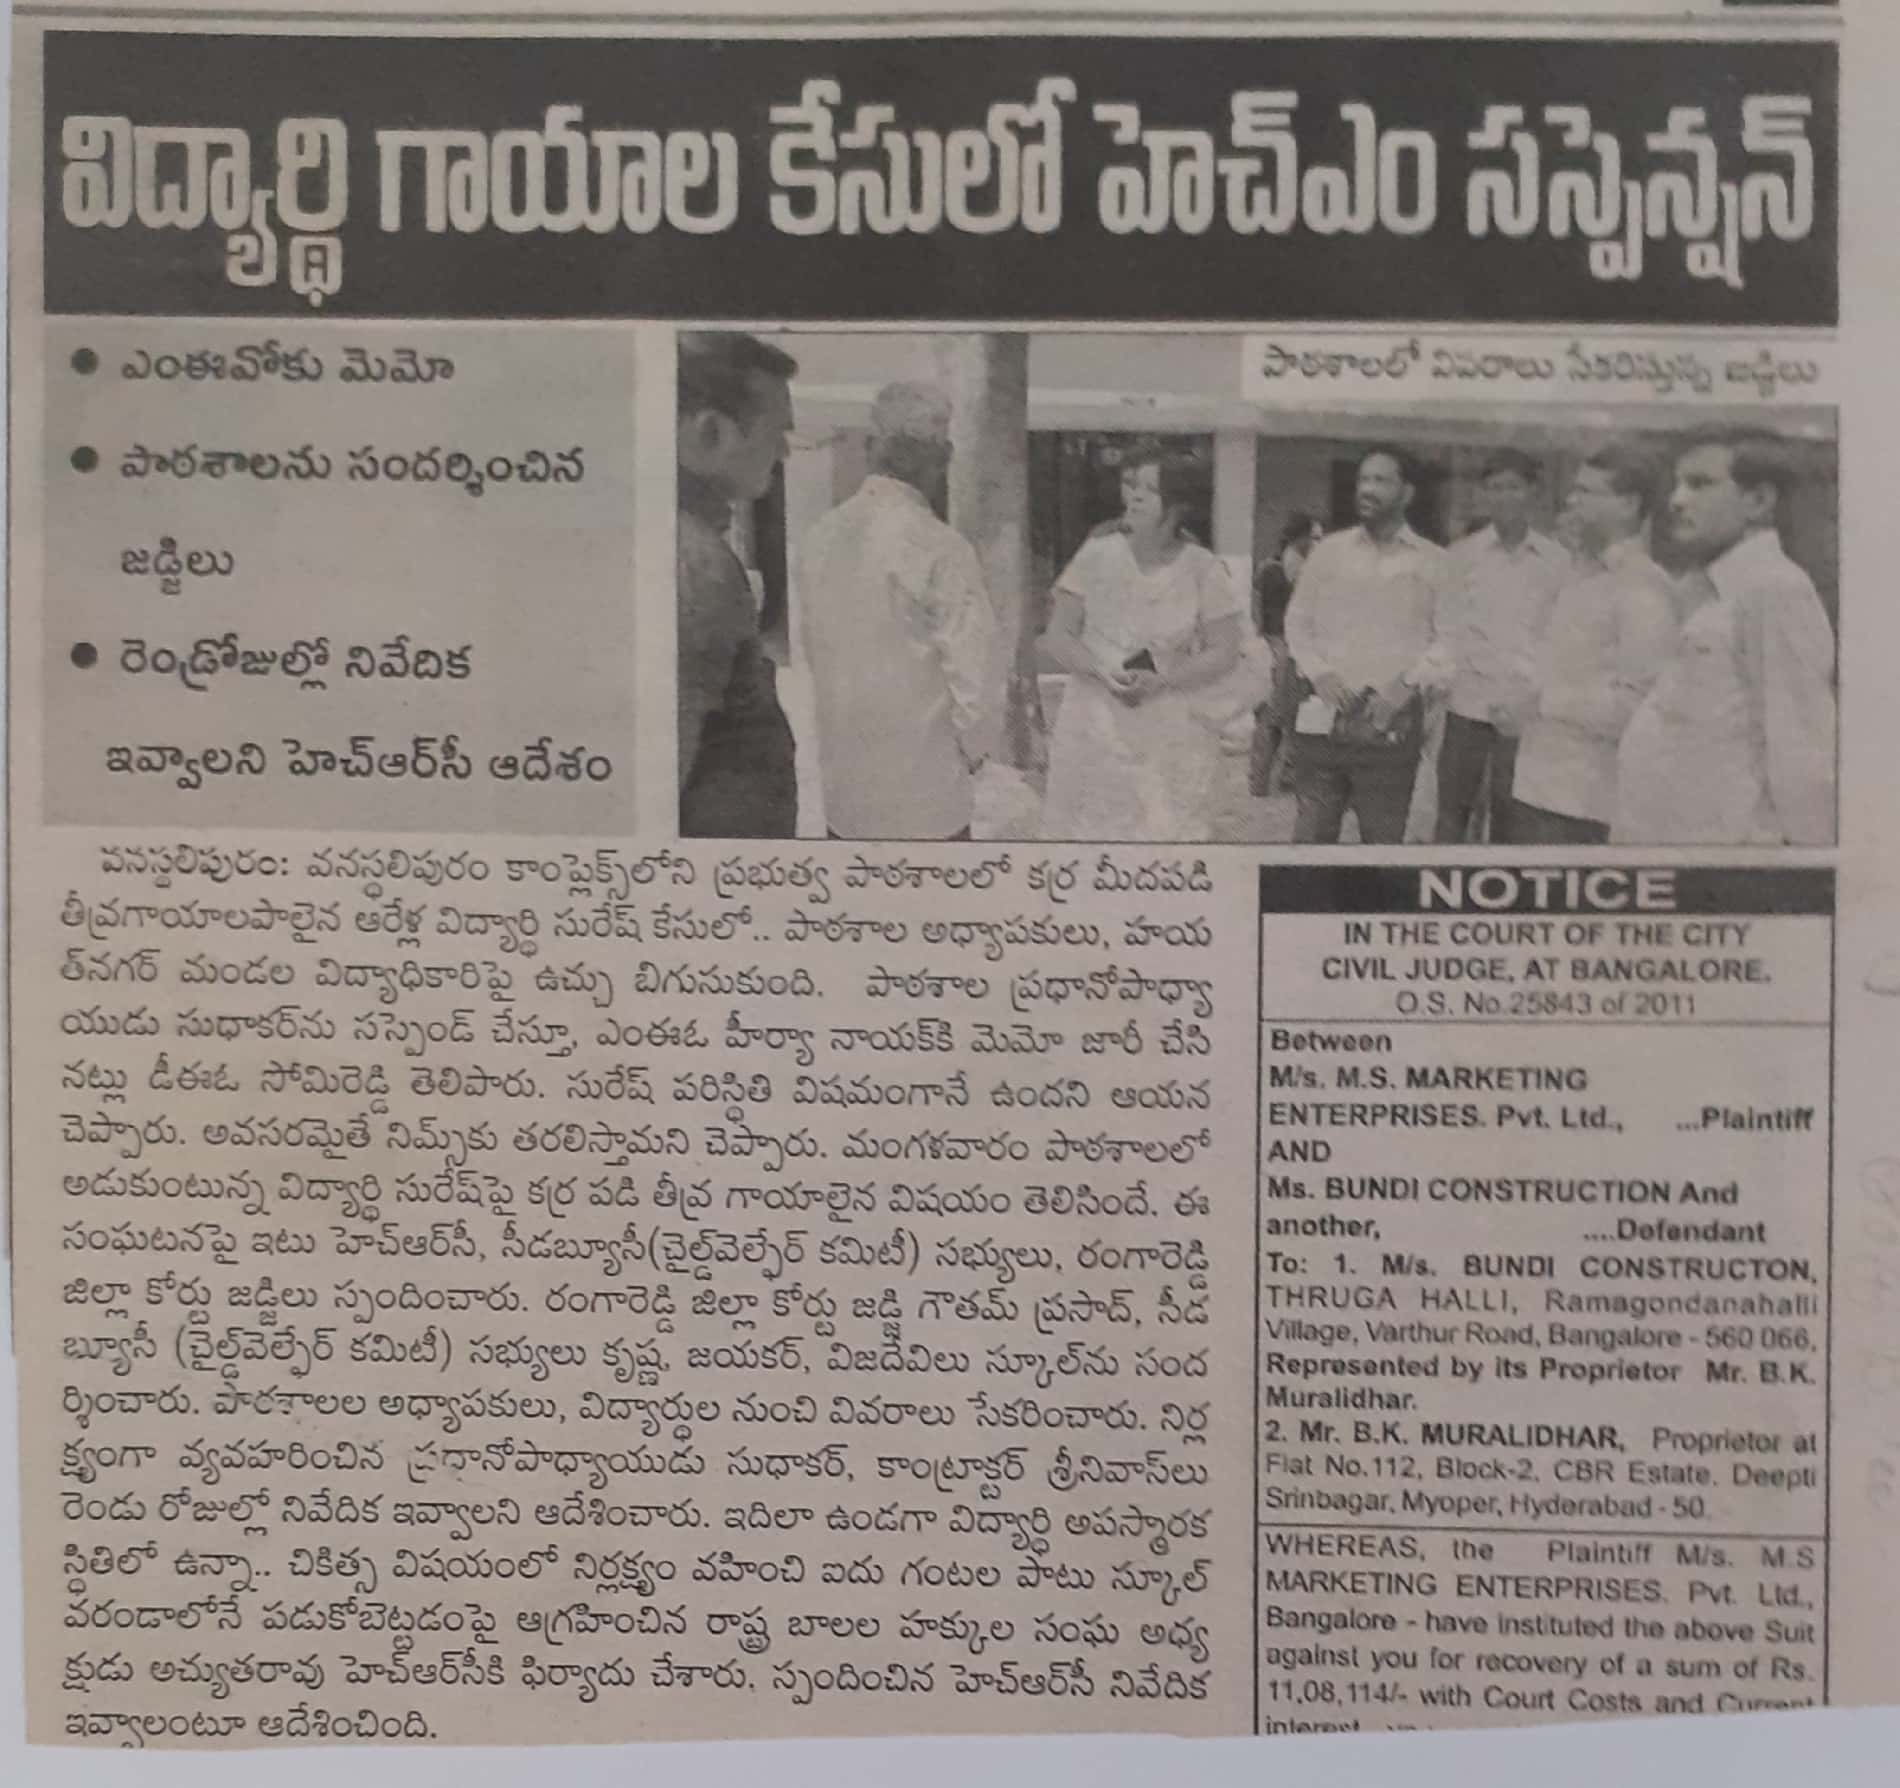 విద్యార్థి గాయాల కేసులో హెచ్ఎం సస్పెన్షన్
● ఎంఈవోకు మెమో
● పాఠశాలను సందర్శించిన
జడ్జిలు
● రెండ్రోజుల్లో నివేదిక
ఇవ్వాలని హెచ్ఆర్సీ ఆదేశం
పాఠశాలలో వివరాలు సేకరిస్తున్న జడ్జిలు
వనస్థలిపురం: వనస్థలిపురం కాంప్లెక్స్‌లోని ప్రభుత్వ పాఠశాలలో కర్ర మీదపడి
తీవ్రగాయాలపాలైన ఆరేళ్ల విద్యార్థి సురేష్ కేసులో.. పాఠశాల అధ్యాపకులు, హయ
త్‌నగర్ మండల విద్యాధికారిపై ఉచ్చు బిగుసుకుంది. పాఠశాల ప్రధానోపాధ్యా
యుడు సుధాకర్‌ను సస్పెండ్ చేస్తూ, ఎంఈఓ హీర్యా నాయక్‌కి మెమో జారీ చేసి
నట్లు డీఈఓ సోమిరెడ్డి తెలిపారు. సురేష్ పరిస్థితి విషమంగానే ఉందని ఆయన
చెప్పారు. అవసరమైతే నిమ్స్‌కు తరలిస్తామని చెప్పారు. మంగళవారం పాఠశాలలో
అడుకుంటున్న విద్యార్థి సురేష్‌పై కర్ర పడి తీవ్ర గాయాలైన విషయం తెలిసిందే. ఈ
సంఘటనపై ఇటు హెచ్ఆర్‌సీ, సీడబ్యూసీ(చైల్డ్‌వెల్ఫేర్ కమిటీ) సభ్యులు, రంగారెడ్డి
జిల్లా కోర్టు జడ్జిలు స్పందించారు. రంగారెడ్డి జిల్లా కోర్టు జడ్జి గౌతమ్ ప్రసాద్, సీడ
బ్యూసీ (చైల్డ్‌వెల్ఫేర్ కమిటీ) సభ్యులు కృష్ణ, జయకర్, విజదేవిలు స్కూల్‌ను సంద
ర్శించారు. పాఠశాలల అధ్యాపకులు, విద్యార్థుల నుంచి వివరాలు సేకరించారు. నిర్ల
క్ష్యంగా వ్యవహరించిన ప్రధానోపాధ్యాయుడు సుధాకర్, కాంట్రాక్టర్ శ్రీనివాస్‌లు
రెండు రోజుల్లో నివేదిక ఇవ్వాలని ఆదేశించారు. ఇదిలా ఉండగా విద్యార్థి అపస్మారక
స్థితిలో ఉన్నా.. చికిత్స విషయంలో నిర్లక్ష్యం వహించి ఐదు గంటల పాటు స్కూల్
వరండాలోనే పడుకోబెట్టడంపై ఆగ్రహించిన రాష్ట్ర బాలల హక్కుల సంఘ అధ్య
క్షుడు అచ్యుతరావు హెచ్ఆర్‌సీకి ఫిర్యాదు చేశారు. స్పందించిన హెచ్ఆర్‌సీ నివేదిక
ఇవ్వాలంటూ ఆదేశించింది.
NOTICE
IN THE COURT OF THE CITY
CIVIL JUDGE, AT BANGALORE.
O.S. No.25843 of 2011
Between
M/s. M.S. MARKETING
ENTERPRISES. Pvt. Ltd., ...Plaintiff
AND
Ms. BUNDI CONSTRUCTION And
another, ....Defendant
To: 1. M/s. BUNDI CONSTRUCTON,
THRUGA HALLI, Ramagondanahalli
Village, Varthur Road, Bangalore - 560 066,
Represented by its Proprietor Mr. B.K.
Muralidhar.
2. Mr. B.K. MURALIDHAR, Proprietor at
Flat No.112, Block-2, CBR Estate. Deepti
Srinbagar, Myoper, Hyderabad - 50.
WHEREAS, the Plaintiff M/s. M.S
MARKETING ENTERPRISES. Pvt. Ltd.,
Bangalore - have instituted the above Suit
against you for recovery of a sum of Rs.
11,08,114/- with Court Costs and Current
interest